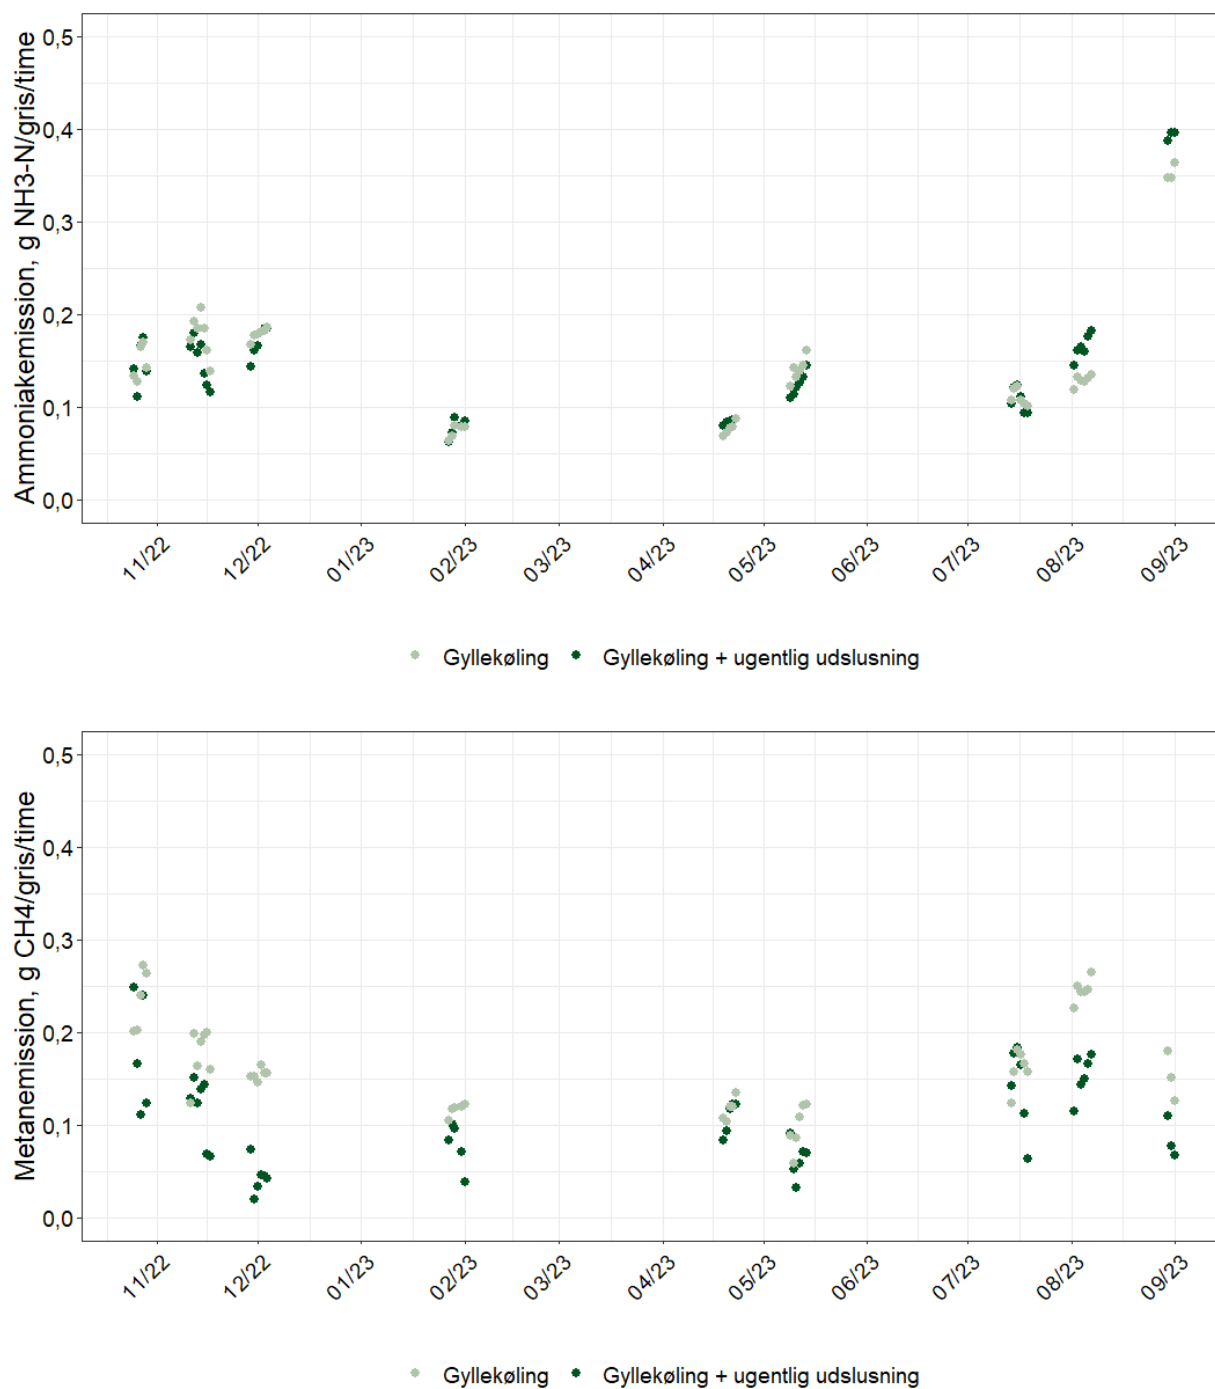 Ammoniakemission, g NH3-N/gris/time
0,5
0,4
0,3
0,2
0,1
0,0
11/22 12/22 01/23 02/23 03/23 04/23 05/23 06/23 07/23 08/23 09/23
Gyllekøling Gyllekøling + ugentlig udslusning
Metanemission, g CH4/gris/time
0,5
0,4
0,3
0,2
0,1
0,0
11/22 12/22 01/23 02/23 03/23 04/23 05/23 06/23 07/23 08/23 09/23
Gyllekøling Gyllekøling + ugentlig udslusning